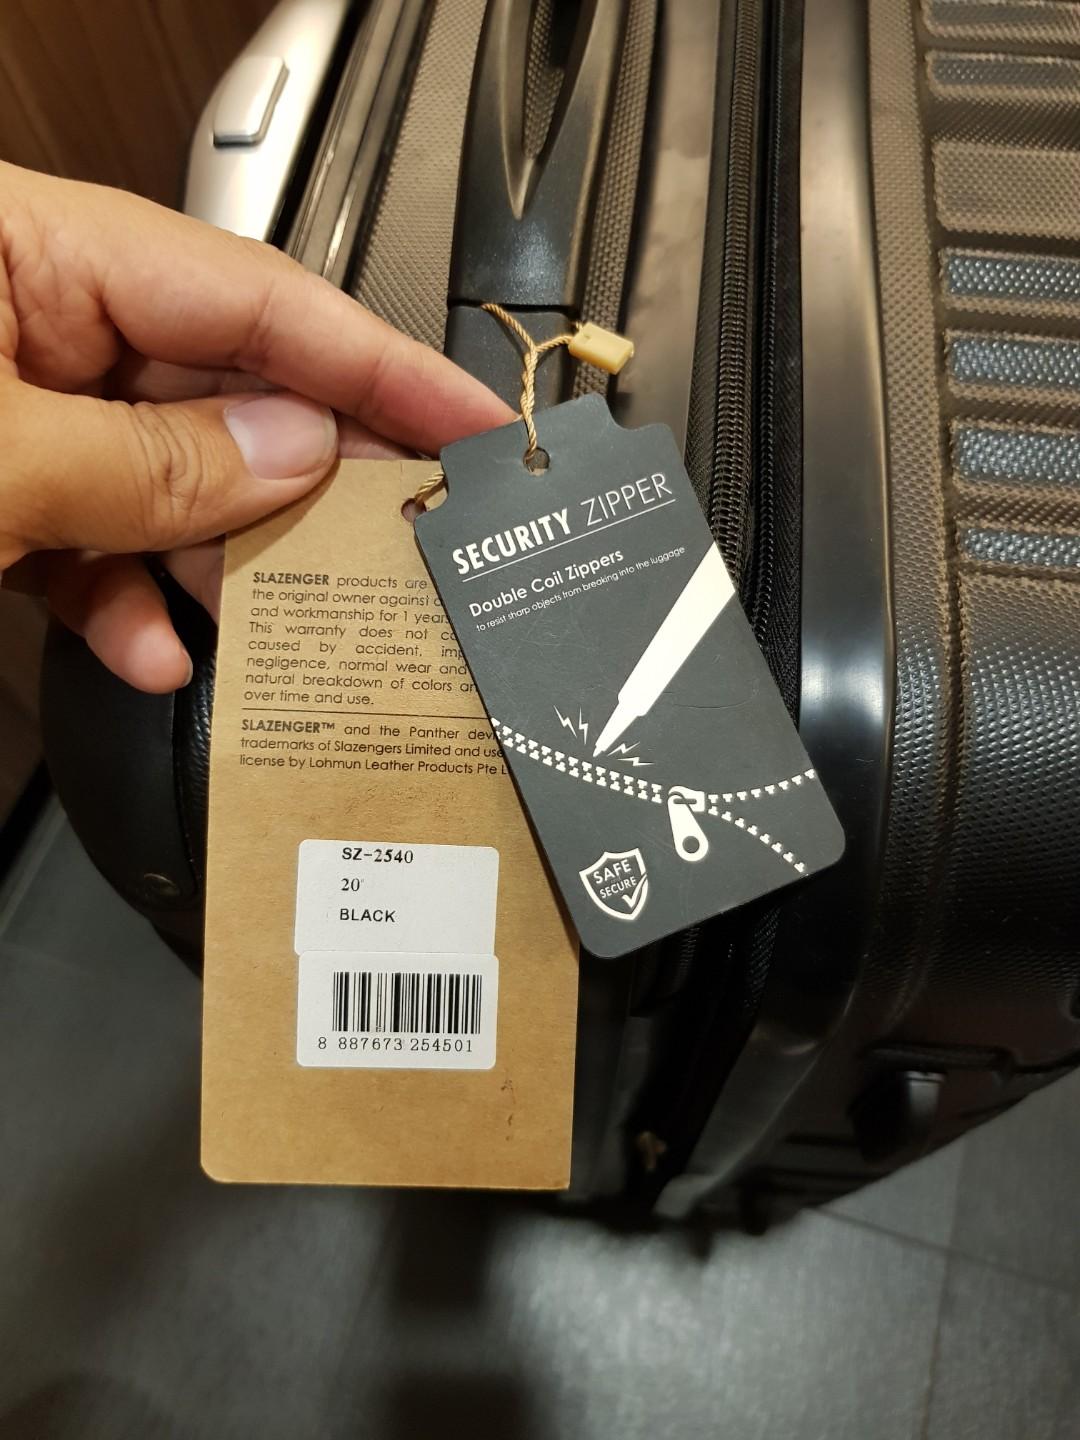 SECURITY ZIPPER
Double Coil Zippers
to resist sharp objects from breaking into the luggage
SAFE
SECURE
SLAZENGER products are
the original owner against
and workmanship for 1 years
This warranty does not
caused by accident,
negligence, normal wear and
natural breakdown of colors
over time and use.
SLAZENGER™ and the Panther
trademarks of Slazengers Limited and
license by Lohmun Leather Products Pte
SZ-2540
20"
BLACK
8 887673 254501